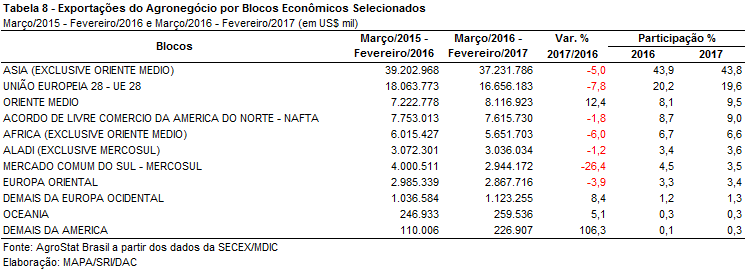 Tabela 8 - Exportações do Agronegócio por Blocos Econômicos Selecionados
Março/2015 - Fevereiro/2016 e Março/2016 - Fevereiro/2017 (em US$ mil)
Blocos Março/2015 - Fevereiro/2016 Março/2016 - Fevereiro/2017 Var. % 2017/2016 Participação % 2016 2017
ASIA (EXCLUSIVE ORIENTE MEDIO) 39.202.968 37.231.786 -5,0 43,9 43,8
UNIÃO EUROPEIA 28 - UE 28 18.063.773 16.656.183 -7,8 20,2 19,6
ORIENTE MEDIO 7.222.778 8.116.923 12,4 8,1 9,5
ACORDO DE LIVRE COMERCIO DA AMERICA DO NORTE - NAFTA 7.753.013 7.615.730 -1,8 8,7 9,0
AFRICA (EXCLUSIVE ORIENTE MEDIO) 6.015.427 5.651.703 -6,0 6,7 6,6
ALADI (EXCLUSIVE MERCOSUL) 3.072.301 3.036.034 -1,2 3,4 3,6
MERCADO COMUM DO SUL - MERCOSUL 4.000.511 2.944.172 -26,4 4,5 3,5
EUROPA ORIENTAL 2.985.339 2.867.716 -3,9 3,3 3,4
DEMAIS DA EUROPA OCIDENTAL 1.036.584 1.123.255 8,4 1,2 1,3
OCEANIA 246.933 259.536 5,1 0,3 0,3
DEMAIS DA AMERICA 110.006 226.907 106,3 0,1 0,3
Fonte: AgroStat Brasil a partir dos dados da SECEX/MDIC
Elaboração: MAPA/SRI/DAC